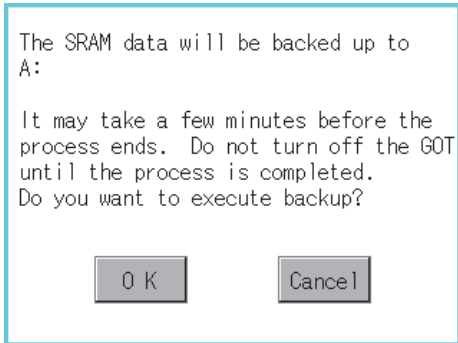 The SRAM data will be backed up to
A:
It may take a few minutes before the
process ends.  Do not turn off the GOT
until the process is completed.
Do you want to execute backup?
O K
Cancel